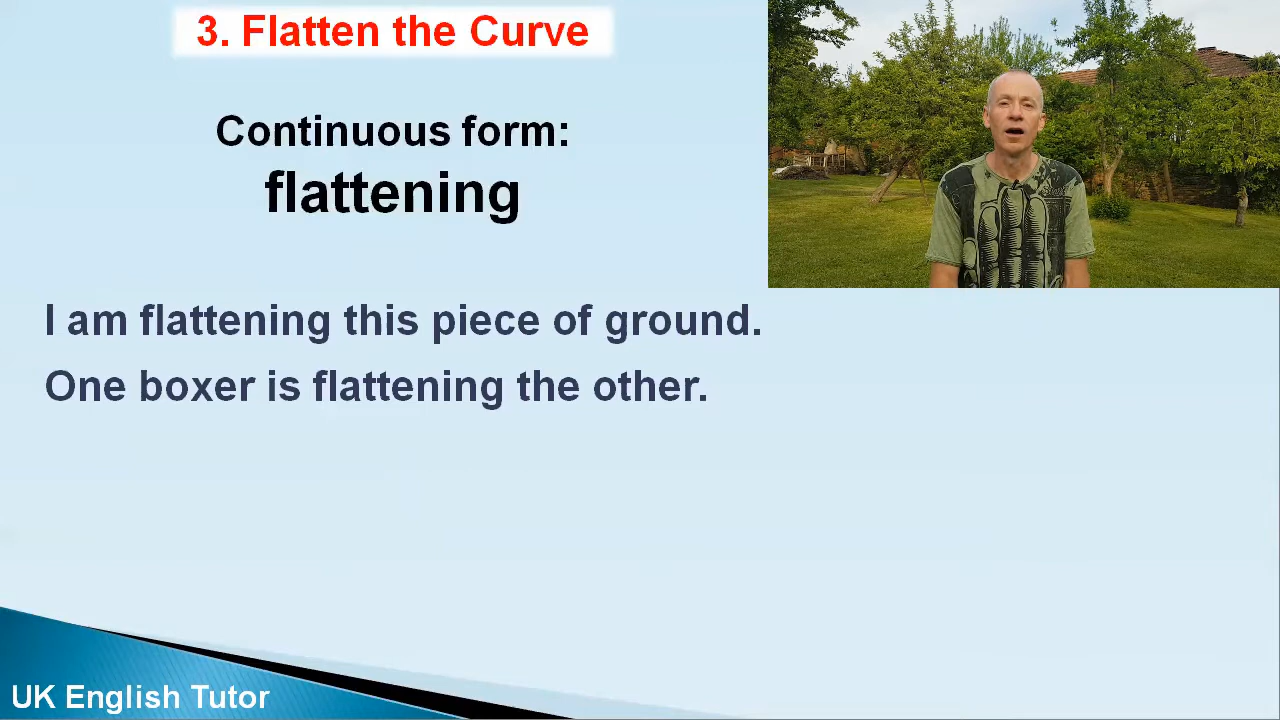 3. Flatten the Curve
Continuous form:
flattening
I am flattening this piece of ground.
One boxer is flattening the other.
UK English Tutor